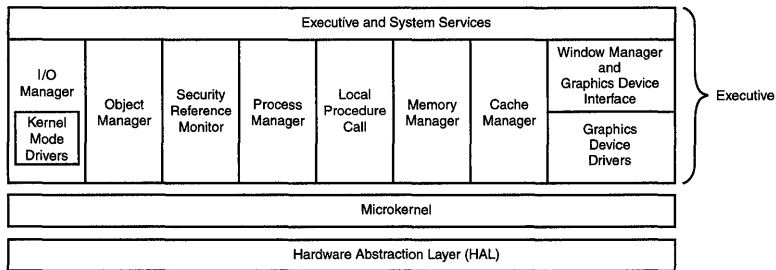 Executive and System Services
I/O
Manager
Kernel
Mode
Drivers
Object
Manager
Security
Reference
Monitor
Process
Manager
Local
Procedure
Call
Memory
Manager
Cache
Manager
Window Manager
and
Graphics Device
Interface
Graphics
Device
Drivers
Executive
Microkernel
Hardware Abstraction Layer (HAL)